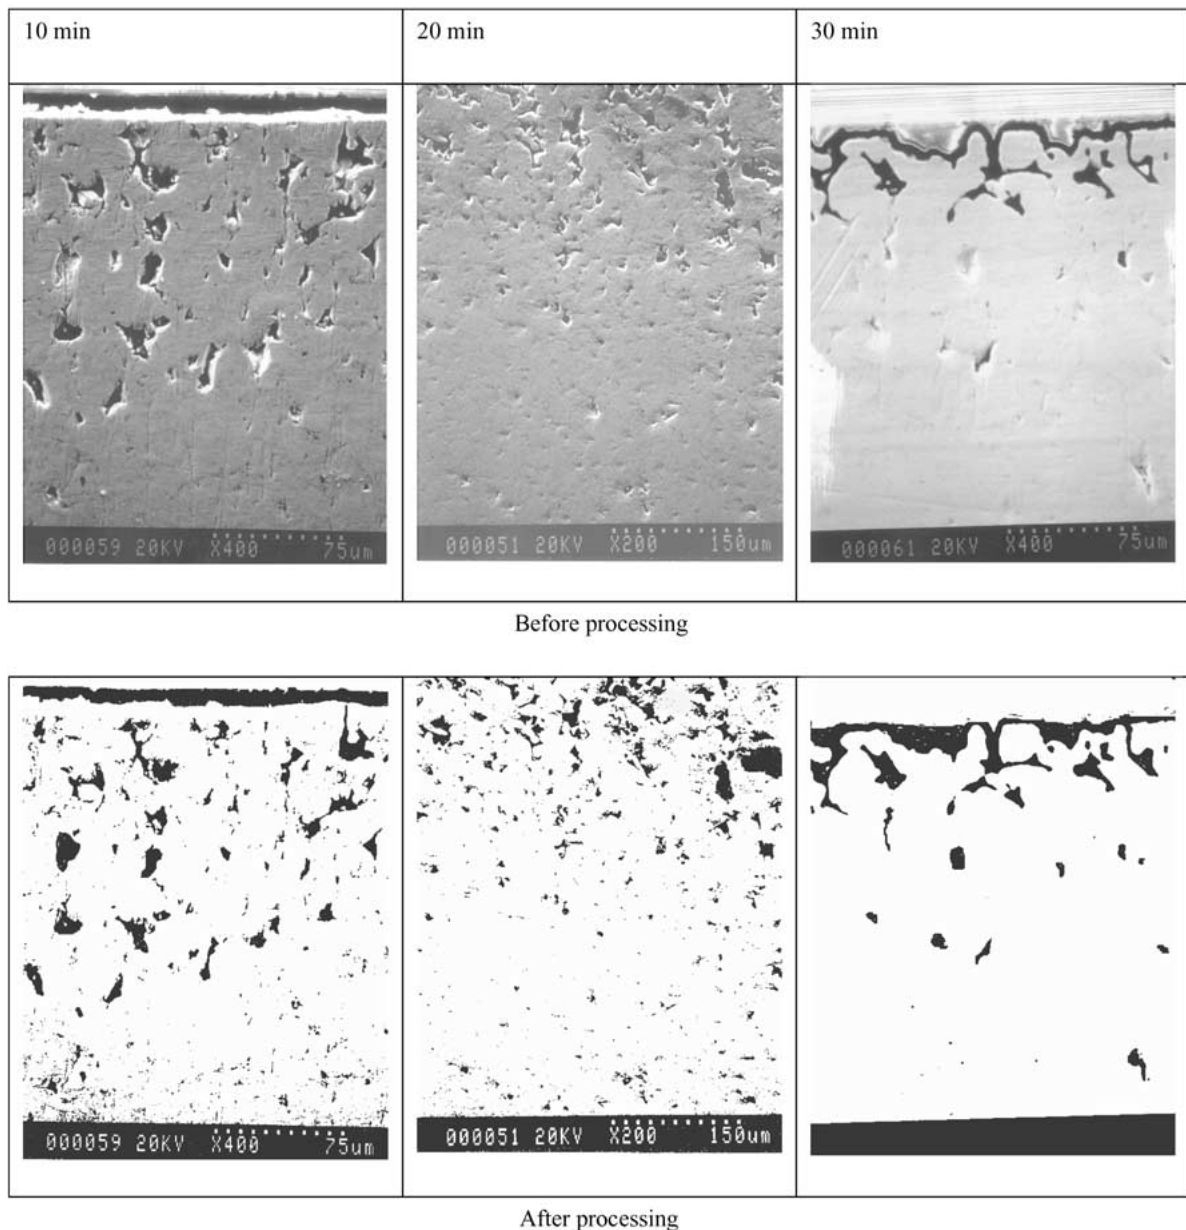 10 min
20 min
30 min
000059 20KV X400 75um
000051 20KV X200 150um
000061 20KV X400 75um
Before processing
000059 20KV X400 75um
000051 20KV X200 150um
After processing